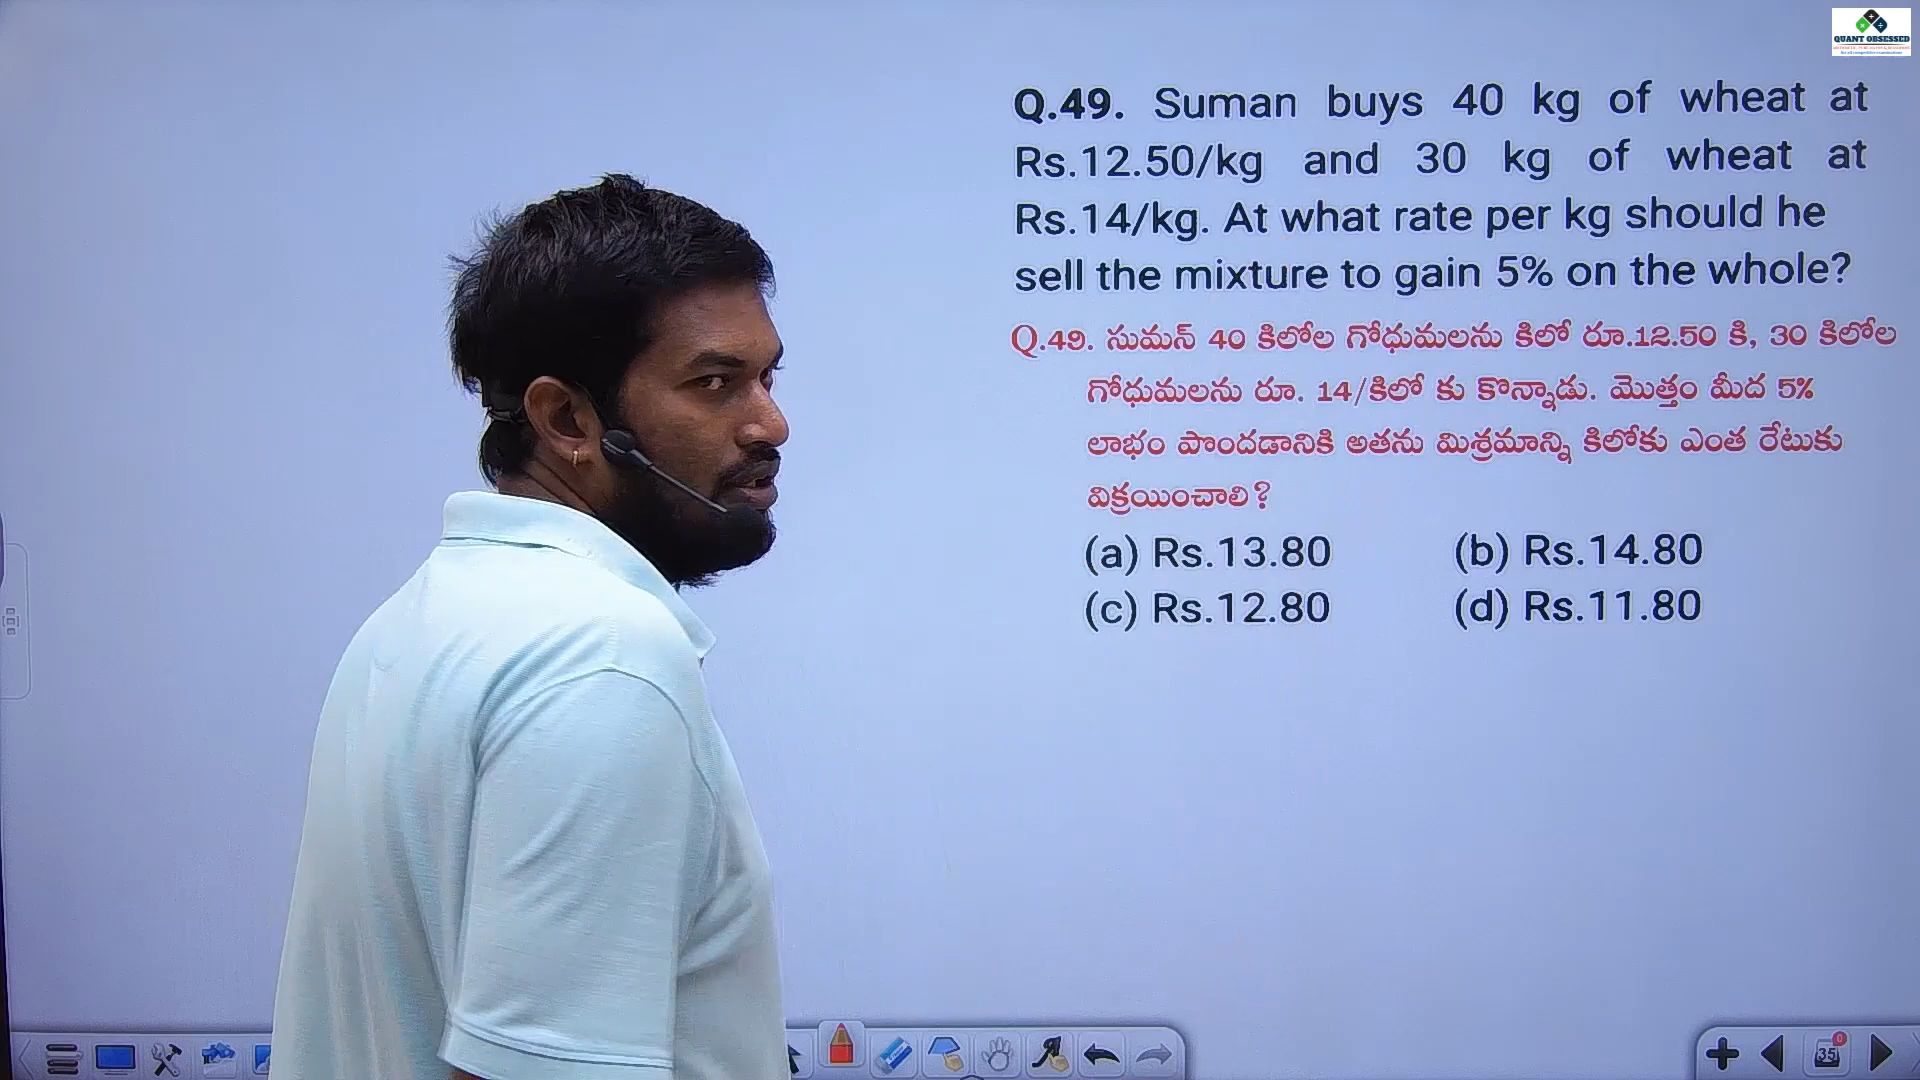 QUANT OBSESSED
Q.49. Suman buys 40 kg of wheat at
Rs.12.50/kg and 30 kg of wheat at
Rs.14/kg. At what rate per kg should he
sell the mixture to gain 5% on the whole?
Q.49. సుమన్ 40 కిలోల గోధుమలను కిలో రూ.12.50 కి, 30 కిలోల
గోధుమలను రూ. 14/కిలో కు కొన్నాడు. మొత్తం మీద 5%
లాభం పొందడానికి అతను మిశ్రమాన్ని కిలోకు ఎంత రేటుకు
విక్రయించాలి?
(a) Rs.13.80 (b) Rs.14.80
(c) Rs.12.80 (d) Rs.11.80
35
0